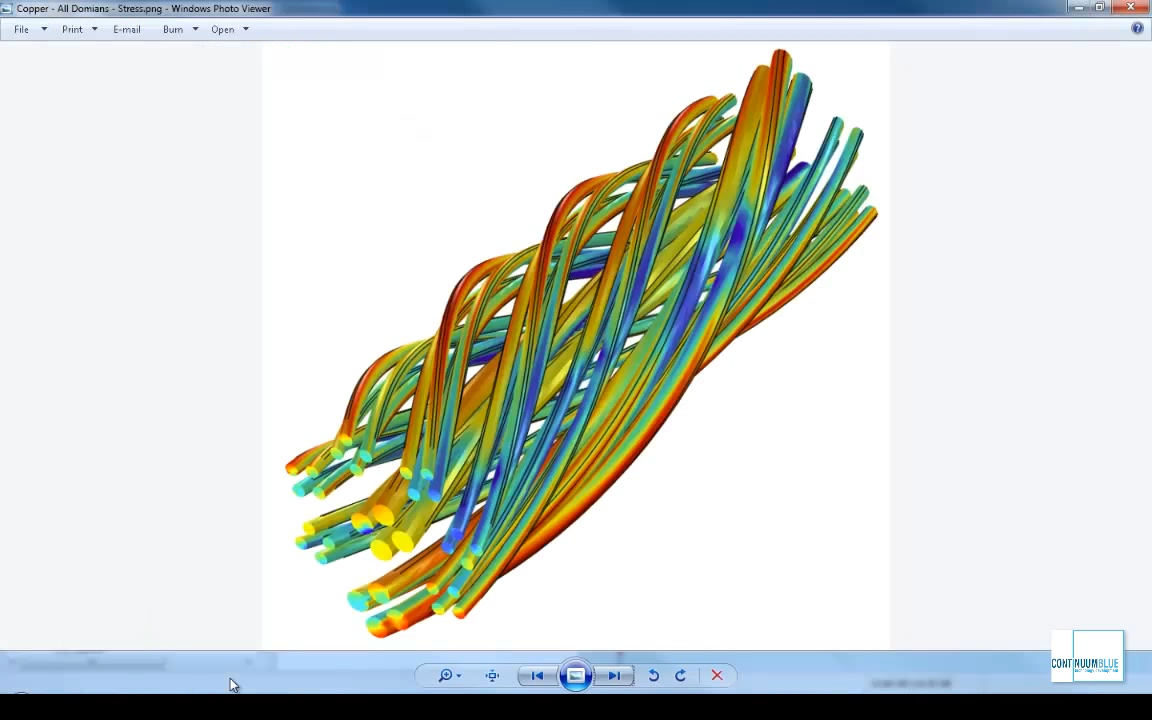 Copper - All Domians - Stress.png - Windows Photo Viewer
File Print E-mail Burn Open
CONTINUUMBLUE